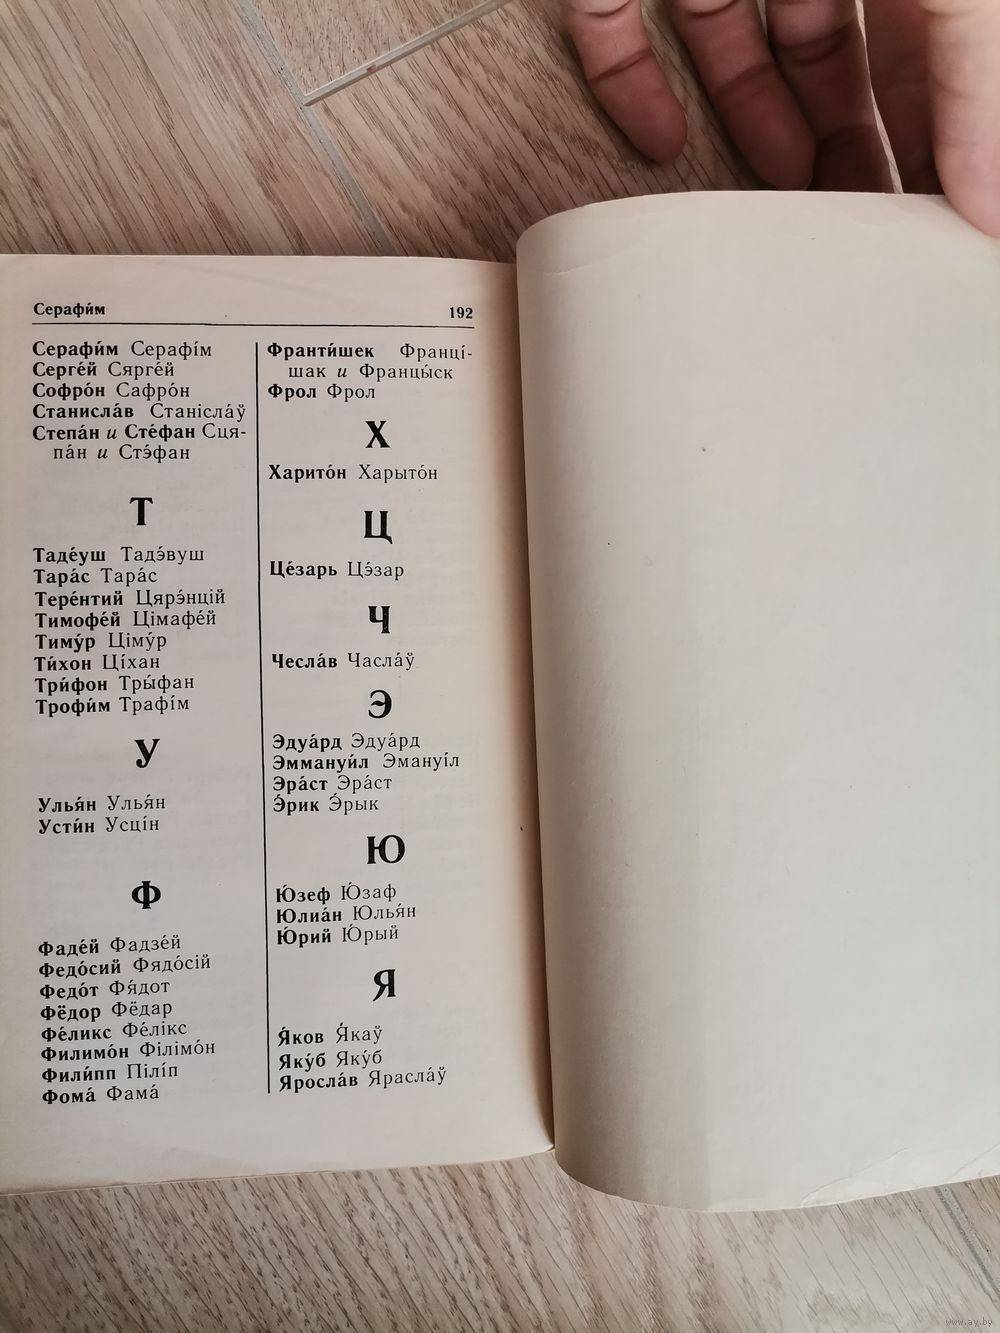 Серафи́м 192
Серафи́м Серафі́м
Серге́й Сярге́й
Софро́н Сафро́н
Станисла́в Станісла́ў
Степа́н и Сте́фан Сця-
па́н и Стэ́фан
Т
Таде́уш Тадэ́вуш
Тара́с Тара́с
Тере́нтий Цярэ́нцій
Тимофе́й Цімафе́й
Тиму́р Ціму́р
Ти́хон Ці́хан
Три́фон Тры́фан
Трофи́м Трафі́м
У
Улья́н Улья́н
Усти́н Усці́н
Ф
Фаде́й Фадзе́й
Федо́сий Фядо́сій
Федо́т Фя́дот
Фёдор Фёдар
Фе́ликс Фе́лікс
Филимо́н Філімо́н
Фили́пп Пілі́п
Фома́ Фама́
Франти́шек Францí-
шак и Францы́ск
Фрол Фрол
Х
Харито́н Харыто́н
Ц
Це́зарь Цэ́зар
Ч
Чесла́в Часла́ў
Э
Эдуа́рд Эдуа́рд
Эммануи́л Эмануі́л
Эра́ст Эра́ст
Э́рик Э́рык
Ю
Ю́зеф Ю́заф
Юлиа́н Юлья́н
Ю́рий Ю́рый
Я
Я́ков Я́каў
Яку́б Яку́б
Яросла́в Ярасла́ў
www.ay.by